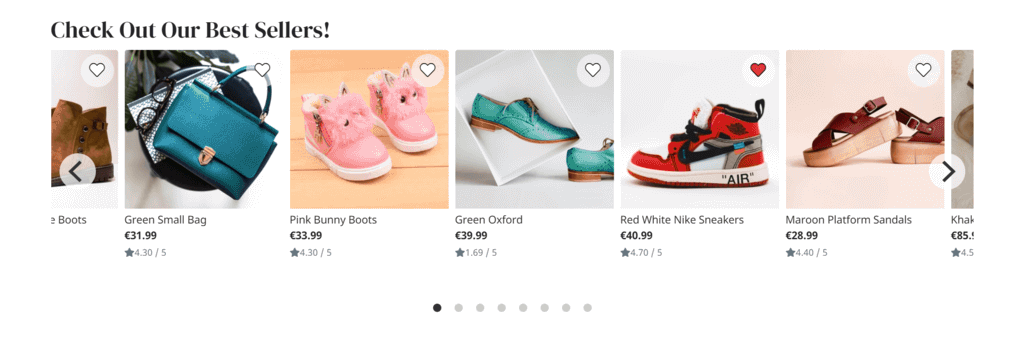 Check Out Our Best Sellers!
"AIR"
e Boots
Green Small Bag
€31.99
4.30 / 5
Pink Bunny Boots
€33.99
4.30 / 5
Green Oxford
€39.99
1.69 / 5
Red White Nike Sneakers
€40.99
4.70 / 5
Maroon Platform Sandals
€28.99
4.40 / 5
Khak
€85.9
4.5